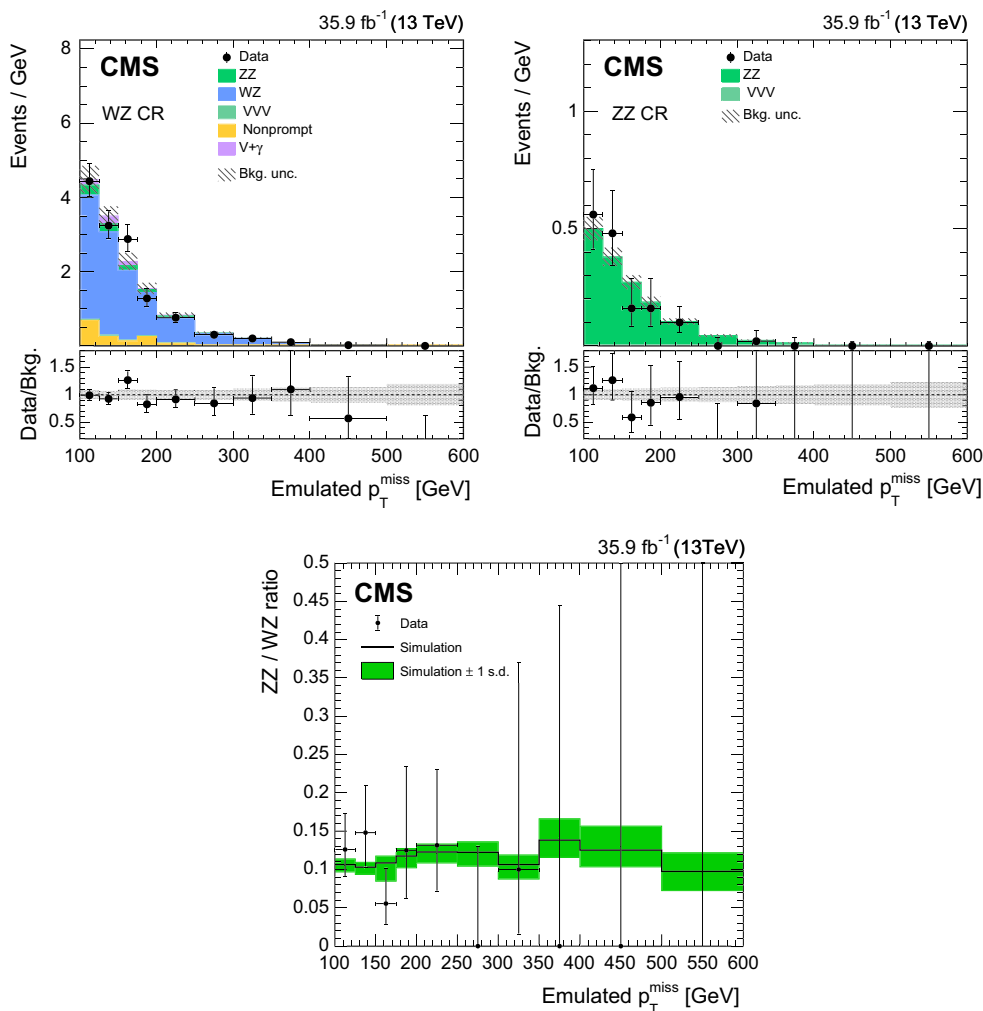 35.9 fb⁻¹ (13 TeV)
Events / GeV
8
6
4
2
CMS
WZ CR
Data
ZZ
WZ
VVV
Nonprompt
V+γ
Bkg. unc.
Data/Bkg.
1.5
1
0.5
100 200 300 400 500 600
Emulated p_T^miss [GeV]
35.9 fb⁻¹ (13 TeV)
Events / GeV
1
0.5
CMS
ZZ CR
Data
ZZ
VVV
Bkg. unc.
Data/Bkg.
1.5
1
0.5
100 200 300 400 500 600
Emulated p_T^miss [GeV]
35.9 fb⁻¹ (13TeV)
ZZ / WZ ratio
0.5
0.45
0.4
0.35
0.3
0.25
0.2
0.15
0.1
0.05
0
CMS
Data
Simulation
Simulation ± 1 s.d.
100 150 200 250 300 350 400 450 500 550 600
Emulated p_T^miss [GeV]